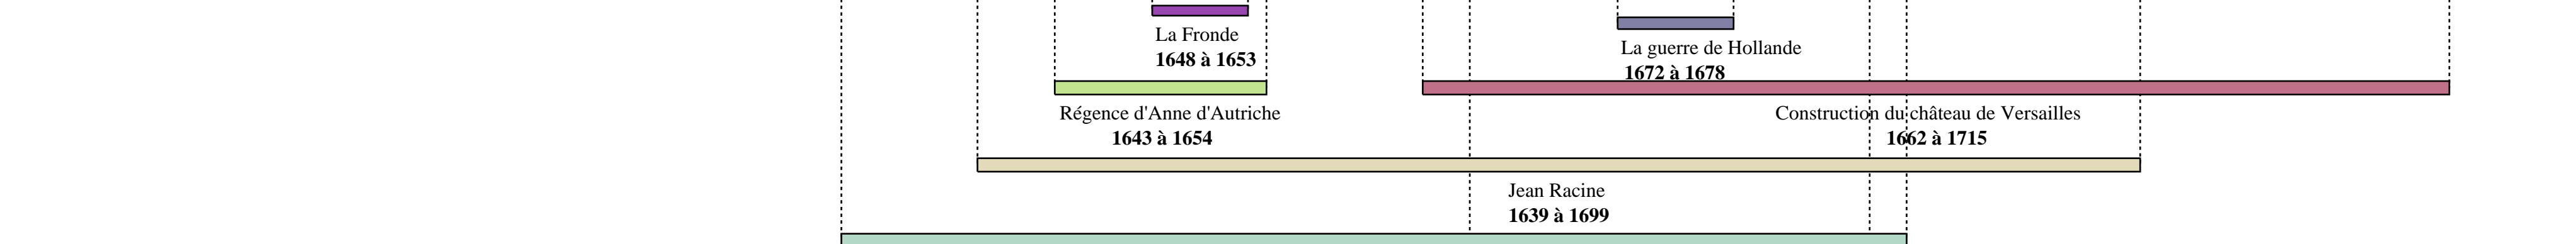 La Fronde
1648 à 1653
La guerre de Hollande
1672 à 1678
Régence d'Anne d'Autriche
1643 à 1654
Construction du château de Versailles
1662 à 1715
Jean Racine
1639 à 1699